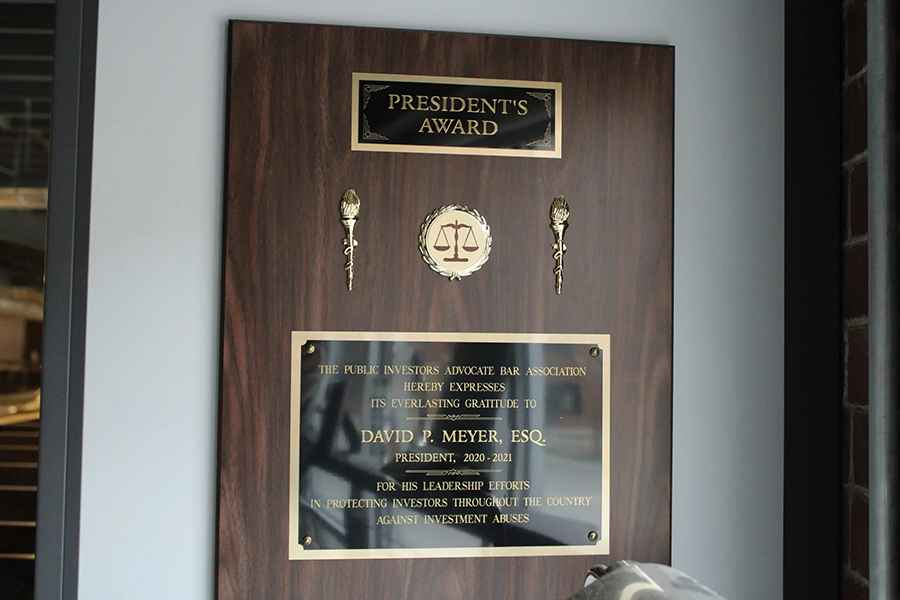 PRESIDENT'S
AWARD
THE PUBLIC INVESTORS ADVOCATE BAR ASSOCIATION
HEREBY EXPRESSES
ITS EVERLASTING GRATITUDE TO
DAVID P. MEYER, ESQ.
PRESIDENT, 2020 - 2021
FOR HIS LEADERSHIP EFFORTS
IN PROTECTING INVESTORS THROUGHOUT THE COUNTRY
AGAINST INVESTMENT ABUSES